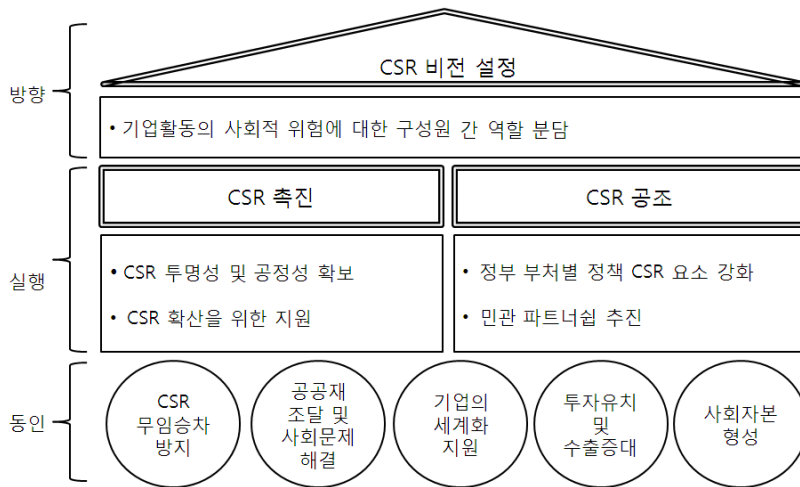 CSR 비전 설정
방향
• 기업활동의 사회적 위험에 대한 구성원 간 역할 분담
CSR 촉진
CSR 공조
실행
• CSR 투명성 및 공정성 확보
• CSR 확산을 위한 지원
• 정부 부처별 정책 CSR 요소 강화
• 민관 파트너쉽 추진
동인
CSR
무임승차
방지
공공재
조달 및
사회문제
해결
기업의
세계화
지원
투자유치
및
수출증대
사회자본
형성